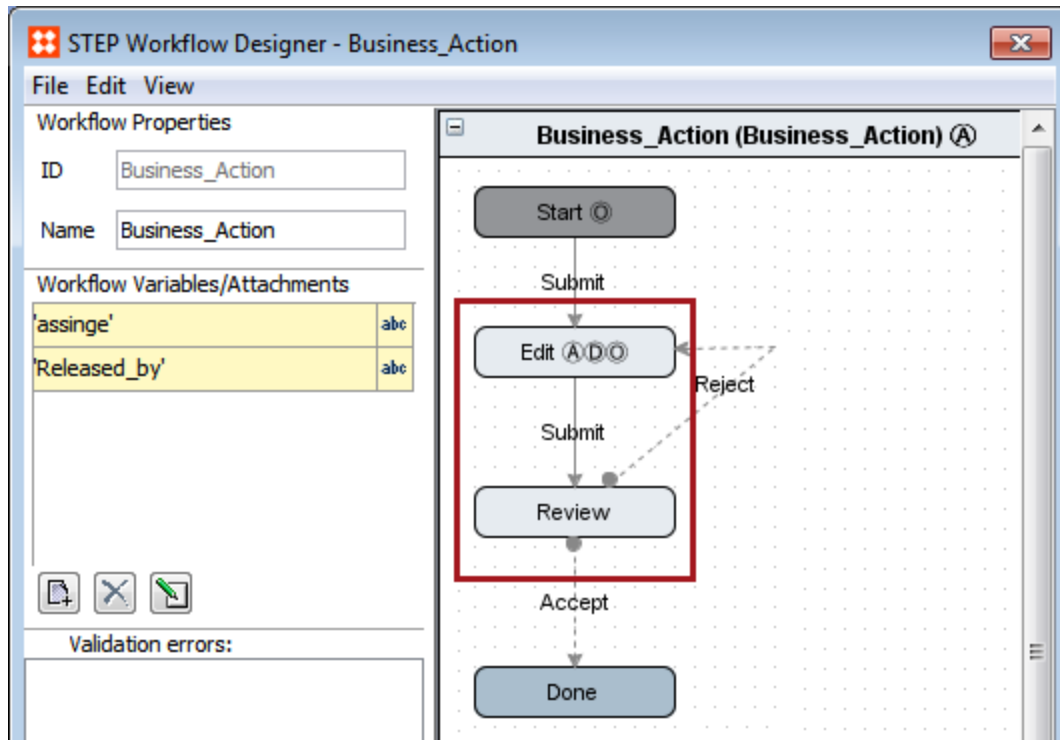 STEP Workflow Designer - Business_Action
File Edit View
Workflow Properties
ID Business_Action
Name Business_Action
Workflow Variables/Attachments
'assinge' abc
'Released_by' abc
Validation errors:
Business_Action (Business_Action) Ⓐ
Start Ⓞ
Submit
Edit ⒶⒹⓄ
Reject
Submit
Review
Accept
Done